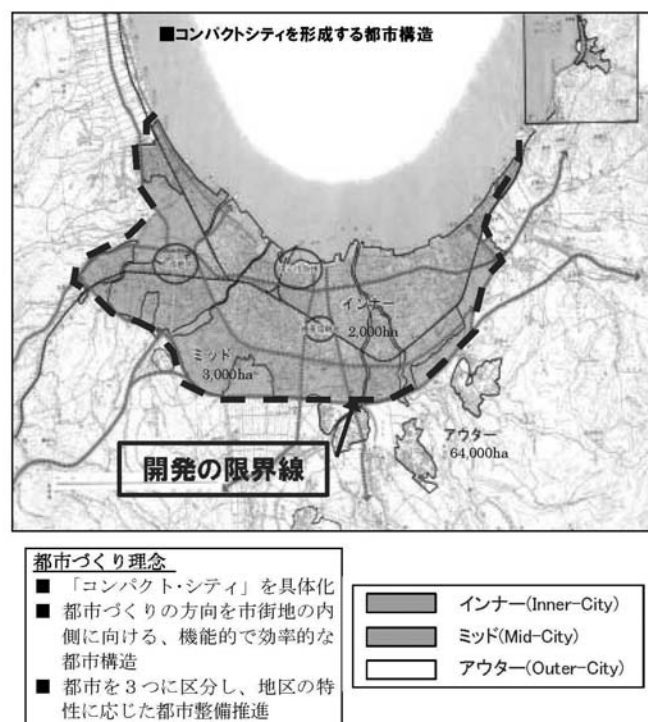 ■コンパクトシティを形成する都市構造
インナー
2,000ha
ミッド
3,000ha
アウター
64,000ha
開発の限界線
都市づくり理念
■ 「コンパクト・シティ」を具体化
■ 都市づくりの方向を市街地の内
側に向ける、機能的で効率的な
都市構造
■ 都市を３つに区分し、地区の特
性に応じた都市整備推進
インナー(Inner-City)
ミッド(Mid-City)
アウター(Outer-City)